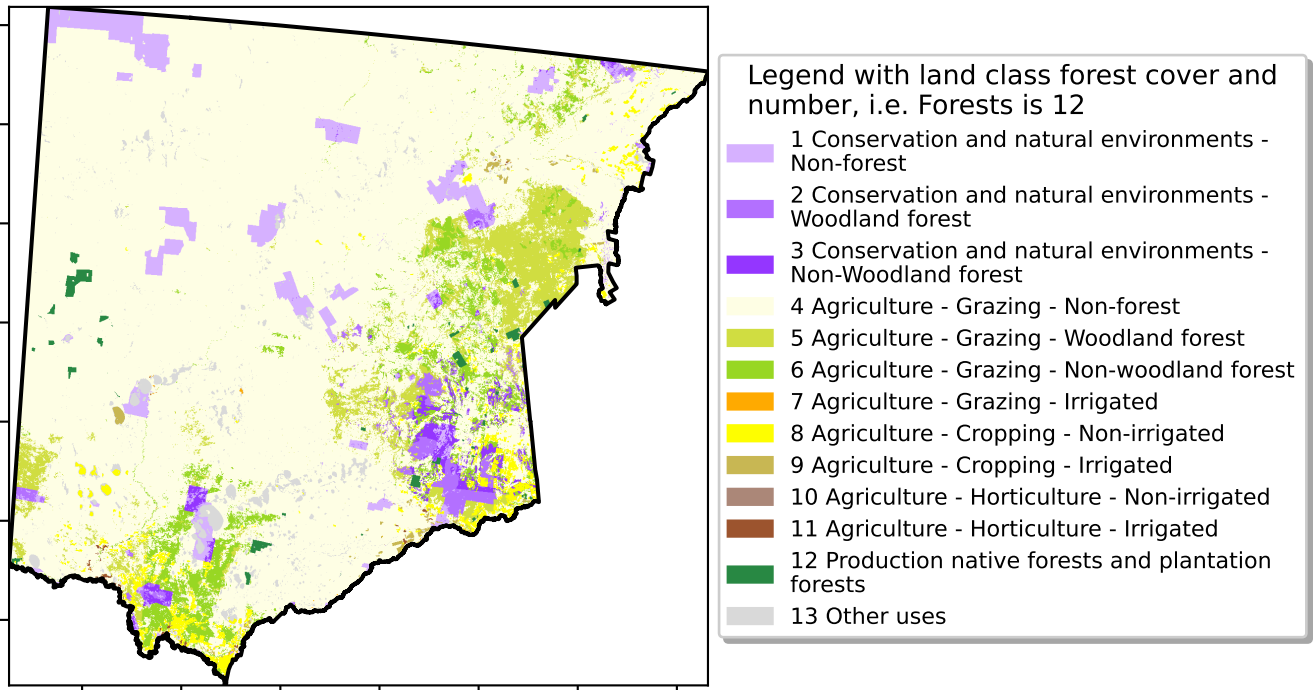 Legend with land class forest cover and
number, i.e. Forests is 12
1 Conservation and natural environments -
Non-forest
2 Conservation and natural environments -
Woodland forest
3 Conservation and natural environments -
Non-Woodland forest
4 Agriculture - Grazing - Non-forest
5 Agriculture - Grazing - Woodland forest
6 Agriculture - Grazing - Non-woodland forest
7 Agriculture - Grazing - Irrigated
8 Agriculture - Cropping - Non-irrigated
9 Agriculture - Cropping - Irrigated
10 Agriculture - Horticulture - Non-irrigated
11 Agriculture - Horticulture - Irrigated
12 Production native forests and plantation
forests
13 Other uses